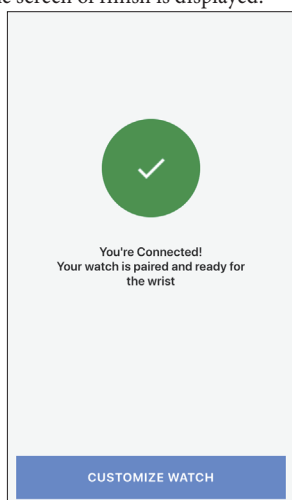 screen of finish is displayed.
You're Connected!
Your watch is paired and ready for
the wrist
CUSTOMIZE WATCH